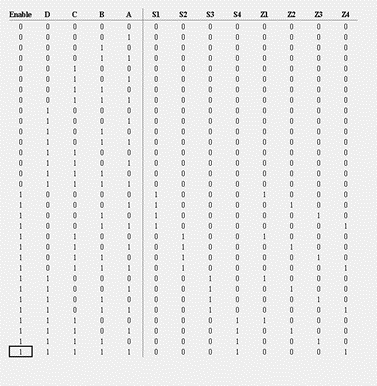 Enable D C B A S1 S2 S3 S4 Z1 Z2 Z3 Z4
0 0 0 0 0 0 0 0 0 0 0 0 0
0 0 0 0 1 0 0 0 0 0 0 0 0
0 0 0 1 0 0 0 0 0 0 0 0 0
0 0 0 1 1 0 0 0 0 0 0 0 0
0 0 1 0 0 0 0 0 0 0 0 0 0
0 0 1 0 1 0 0 0 0 0 0 0 0
0 0 1 1 0 0 0 0 0 0 0 0 0
0 0 1 1 1 0 0 0 0 0 0 0 0
0 1 0 0 0 0 0 0 0 0 0 0 0
0 1 0 0 1 0 0 0 0 0 0 0 0
0 1 0 1 0 0 0 0 0 0 0 0 0
0 1 0 1 1 0 0 0 0 0 0 0 0
0 1 1 0 0 0 0 0 0 0 0 0 0
0 1 1 0 1 0 0 0 0 0 0 0 0
0 1 1 1 0 0 0 0 0 0 0 0 0
0 1 1 1 1 0 0 0 0 0 0 0 0
1 0 0 0 0 1 0 0 0 1 0 0 0
1 0 0 0 1 1 0 0 0 0 1 0 0
1 0 0 1 0 1 0 0 0 0 0 1 0
1 0 0 1 1 1 0 0 0 0 0 0 1
1 0 1 0 0 0 1 0 0 1 0 0 0
1 0 1 0 1 0 1 0 0 0 1 0 0
1 0 1 1 0 0 1 0 0 0 0 1 0
1 0 1 1 1 0 1 0 0 0 0 0 1
1 1 0 0 0 0 0 1 0 1 0 0 0
1 1 0 0 1 0 0 1 0 0 1 0 0
1 1 0 1 0 0 0 1 0 0 0 1 0
1 1 0 1 1 0 0 1 0 0 0 0 1
1 1 1 0 0 0 0 0 1 1 0 0 0
1 1 1 0 1 0 0 0 1 0 1 0 0
1 1 1 1 0 0 0 0 1 0 0 1 0
1 1 1 1 1 0 0 0 1 0 0 0 1